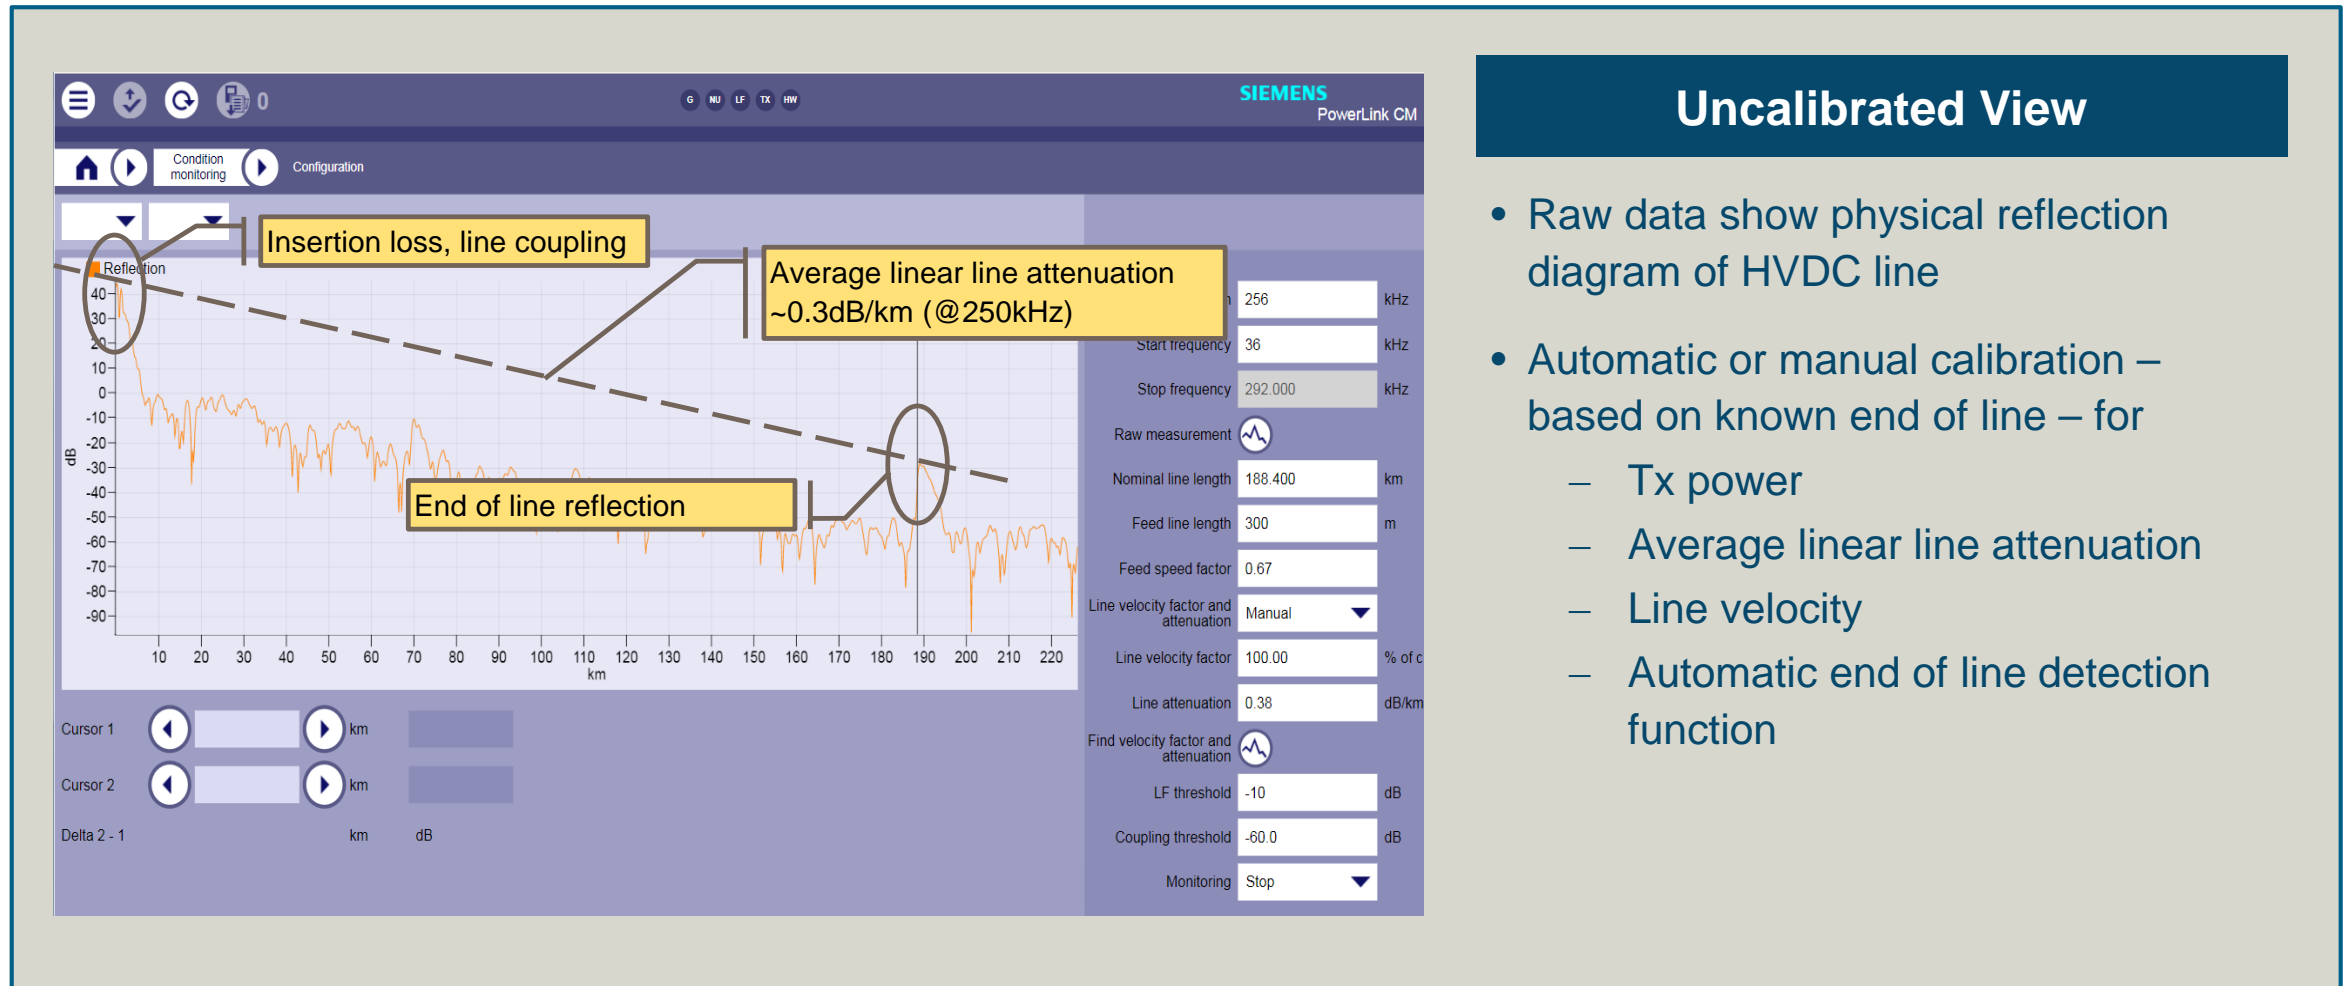 0
G NU LF TX HW
SIEMENS
PowerLink CM
Condition
monitoring
Configuration
Insertion loss, line coupling
Average linear line attenuation
~0.3dB/km (@250kHz)
End of line reflection
Reflection
40
30
20
10
0
-10
-20
-30
-40
-50
-60
-70
-80
-90
dB
10 20 30 40 50 60 70 80 90 100 110 120 130 140 150 160 170 180 190 200 210 220
km
256 kHz
Start frequency 36 kHz
Stop frequency 292.000 kHz
Raw measurement
Nominal line length 188.400 km
Feed line length 300 m
Feed speed factor 0.67
Line velocity factor and
attenuation Manual
Line velocity factor 100.00 % of c
Line attenuation 0.38 dB/km
Find velocity factor and
attenuation
LF threshold -10 dB
Coupling threshold -60.0 dB
Monitoring Stop
Cursor 1 km
Cursor 2 km
Delta 2 - 1 km dB
Uncalibrated View
• Raw data show physical reflection
diagram of HVDC line
• Automatic or manual calibration –
based on known end of line – for
– Tx power
– Average linear line attenuation
– Line velocity
– Automatic end of line detection
function